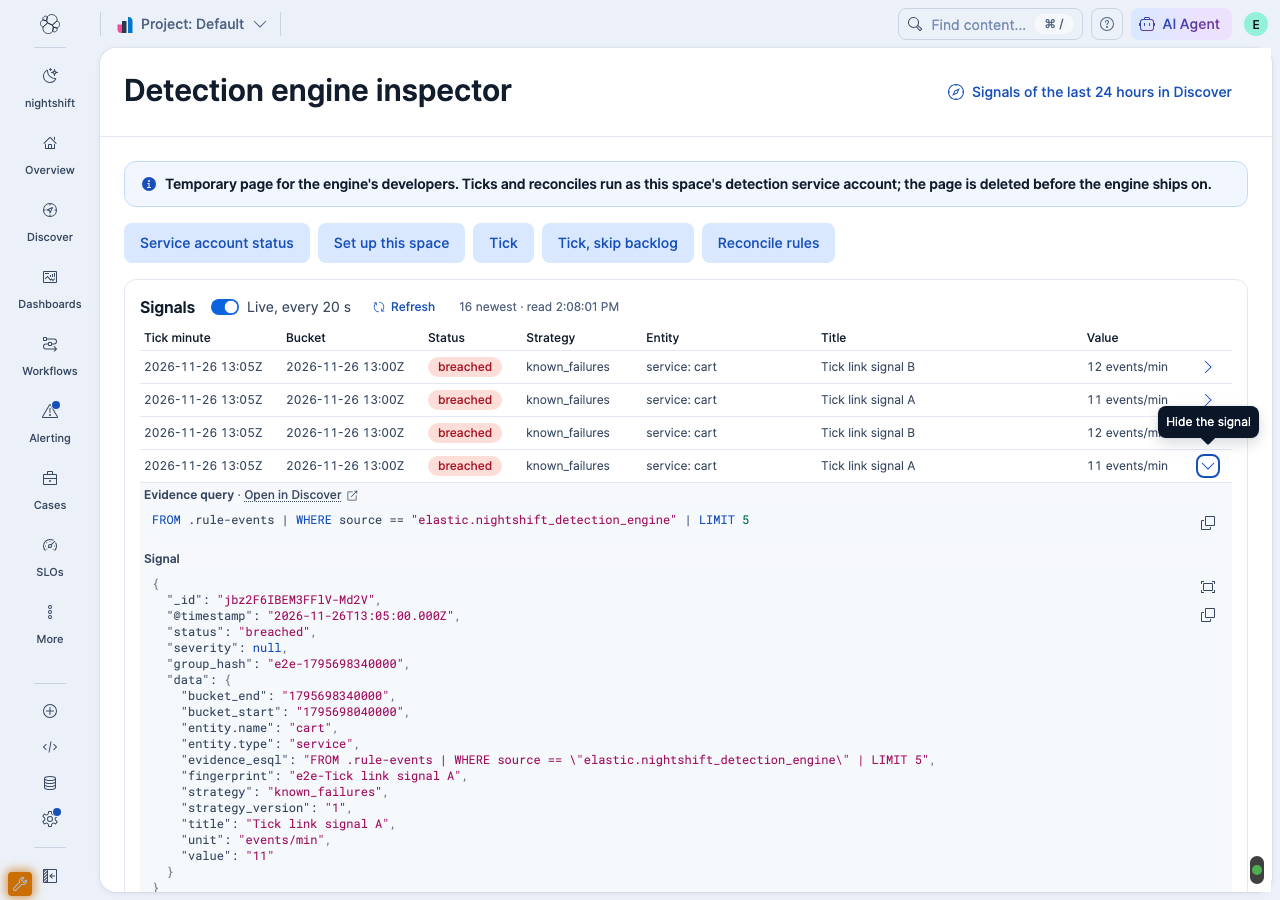 Project: Default
Find content...
⌘ /
AI Agent
E
nightshift
Overview
Discover
Dashboards
Workflows
Alerting
Cases
SLOs
More
Detection engine inspector
Signals of the last 24 hours in Discover
Temporary page for the engine's developers. Ticks and reconciles run as this space's detection service account; the page is deleted before the engine ships on.
Service account status
Set up this space
Tick
Tick, skip backlog
Reconcile rules
Signals
Live, every 20 s
Refresh
16 newest · read 2:08:01 PM
Tick minute Bucket Status Strategy Entity Title Value
2026-11-26 13:05Z 2026-11-26 13:00Z breached known_failures service: cart Tick link signal B 12 events/min
2026-11-26 13:05Z 2026-11-26 13:00Z breached known_failures service: cart Tick link signal A 11 events/min
2026-11-26 13:05Z 2026-11-26 13:00Z breached known_failures service: cart Tick link signal B 12 events/m
Hide the signal
2026-11-26 13:05Z 2026-11-26 13:00Z breached known_failures service: cart Tick link signal A 11 events/min
Evidence query · Open in Discover
FROM .rule-events | WHERE source == "elastic.nightshift_detection_engine" | LIMIT 5
Signal
{
"_id": "jbz2F6IBEM3FFlV-Md2V",
"@timestamp": "2026-11-26T13:05:00.000Z",
"status": "breached",
"severity": null,
"group_hash": "e2e-1795698340000",
"data": {
"bucket_end": "1795698340000",
"bucket_start": "1795698040000",
"entity.name": "cart",
"entity.type": "service",
"evidence_esql": "FROM .rule-events | WHERE source == \"elastic.nightshift_detection_engine\" | LIMIT 5",
"fingerprint": "e2e-Tick link signal A",
"strategy": "known_failures",
"strategy_version": "1",
"title": "Tick link signal A",
"unit": "events/min",
"value": "11"
}
}